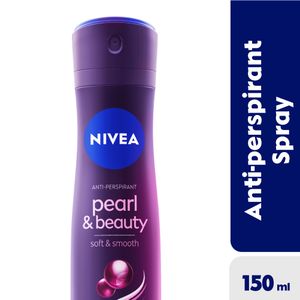 NIVEA
ANTI-PERSPIRANT
pearl
& beauty
soft & smooth
Anti-perspirant
Spray
150 ml